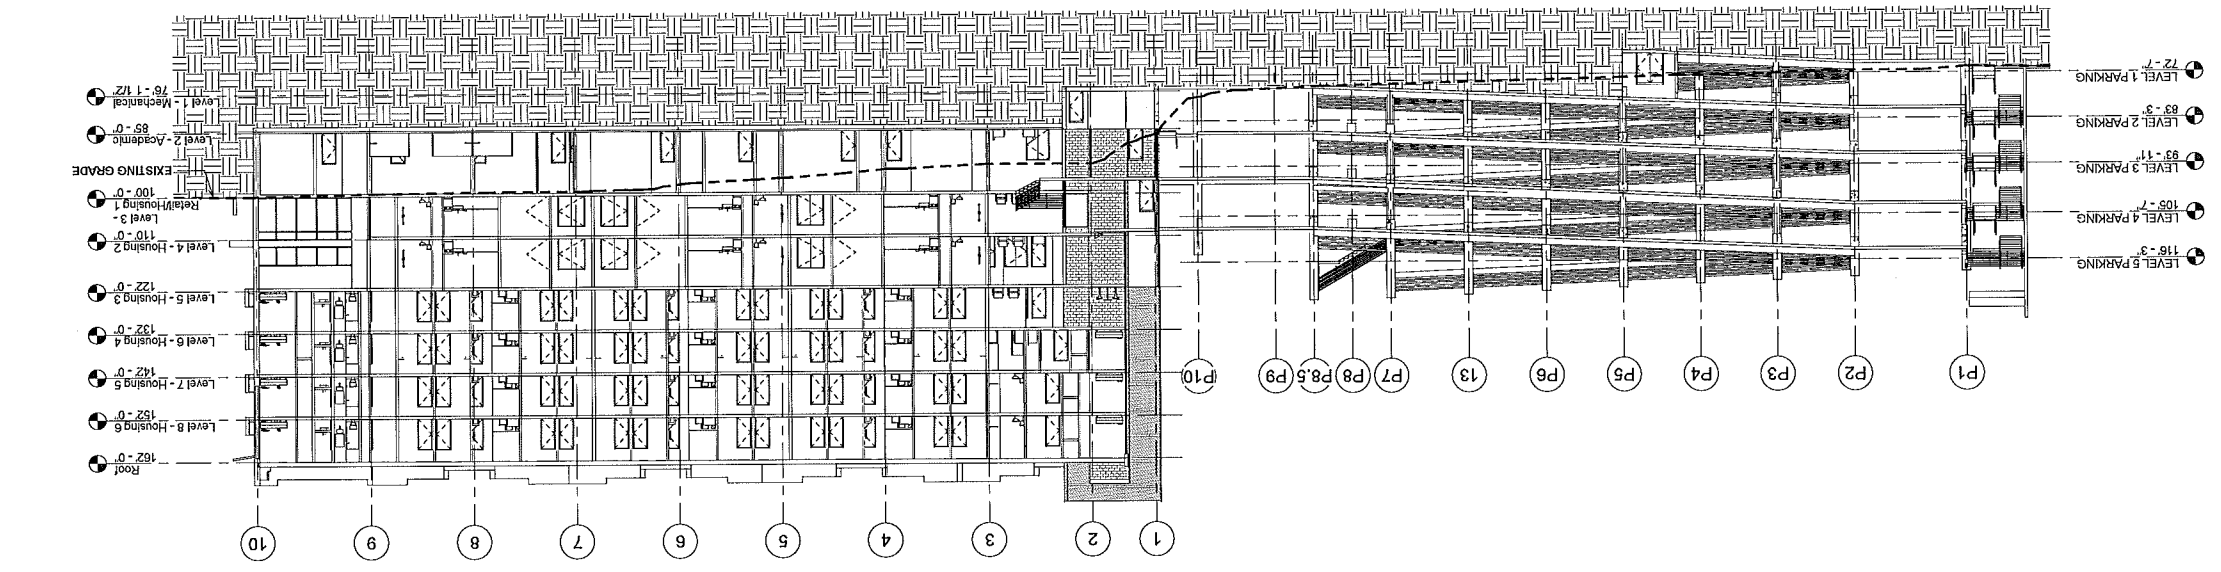 1
2
3
4
5
6
7
8
9
10
Roof
162' - 0"
Level 8 - Housing 6
152' - 0"
Level 7 - Housing 5
142' - 0"
Level 6 - Housing 4
132' - 0"
Level 5 - Housing 3
122' - 0"
Level 4 - Housing 2
110' - 0"
Level 3 -
Retail/Housing 1
100' - 0"
EXISTING GRADE
Level 2 - Academic
85' - 0"
Level 1 - Mechanical
76' - 1 1/2"
P1
P2
P3
P4
P5
P6
13
P7
P8
P8.5
P9
P10
LEVEL 5 PARKING
116' - 3"
LEVEL 4 PARKING
105' - 7"
LEVEL 3 PARKING
93' - 11"
LEVEL 2 PARKING
83' - 3"
LEVEL 1 PARKING
72' - 7"